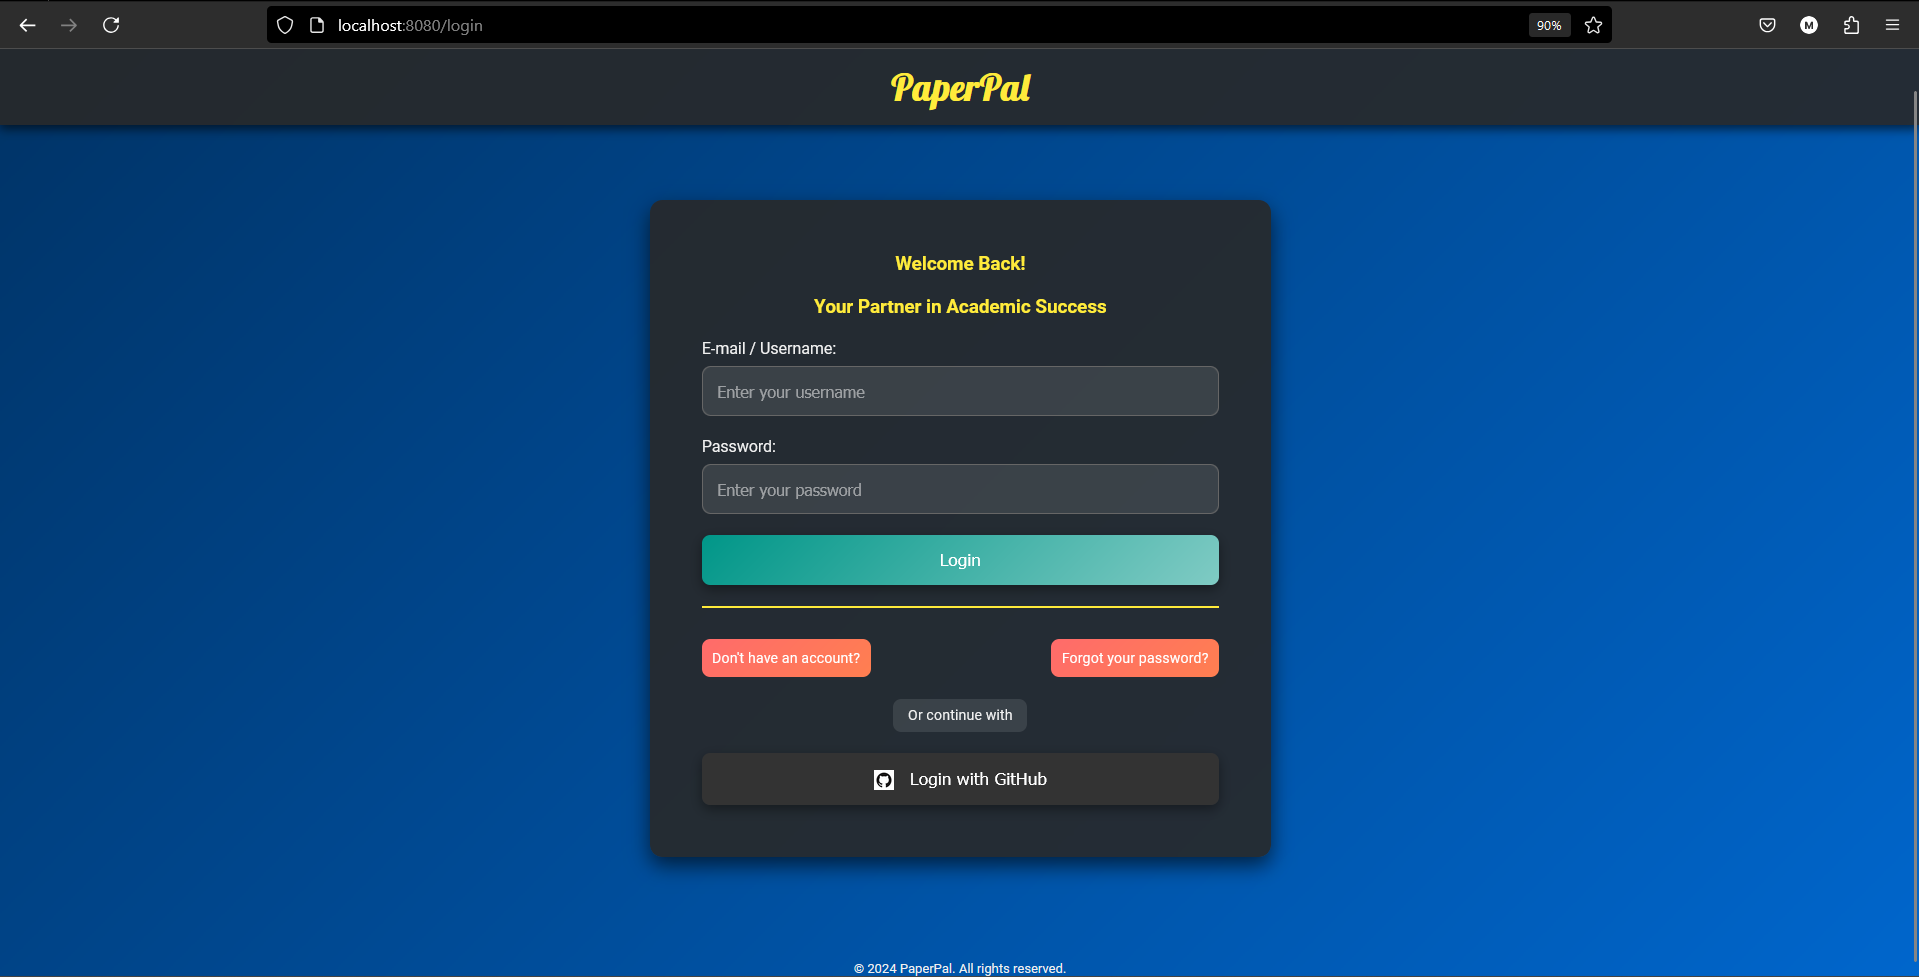 localhost:8080/login
90%
M
PaperPal
Welcome Back!
Your Partner in Academic Success
E-mail / Username:
Enter your username
Password:
Enter your password
Login
Don't have an account?
Forgot your password?
Or continue with
Login with GitHub
© 2024 PaperPal. All rights reserved.